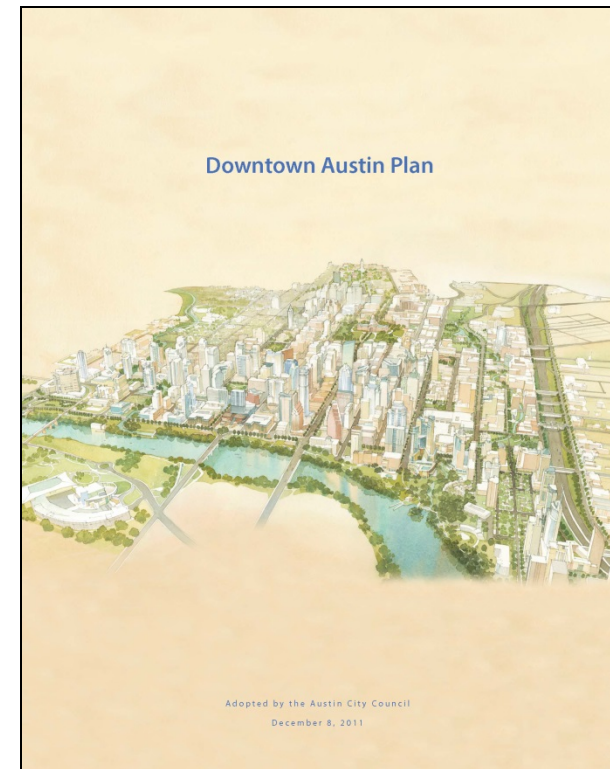 Downtown Austin Plan
Adopted by the Austin City Council
December 8, 2011